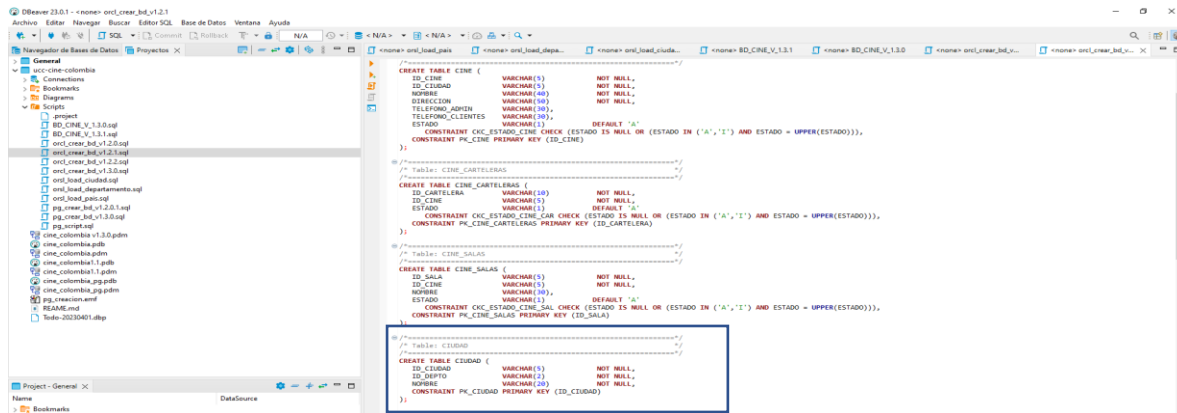 DBeaver 23.0.1 - <none> orcl_crear_bd_v1.2.1
Archivo Editar Navegar Buscar Editor SQL Base de Datos Ventana Ayuda
SQL Commit Rollback N/A < N/A > < N/A >
Navegador de Bases de Datos Proyectos
<none> orsl_load_pais <none> orsl_load_depa... <none> orsl_load_ciuda... <none> BD_CINE_V_1.3.1 <none> BD_CINE_V_1.3.0 <none> orcl_crear_bd_v... <none> orcl_crear_bd_v...
General
ucc-cine-colombia
Connections
Bookmarks
Diagrams
Scripts
.project
BD_CINE_V_1.3.0.sql
BD_CINE_V_1.3.1.sql
orcl_crear_bd_v1.2.0.sql
orcl_crear_bd_v1.2.1.sql
orcl_crear_bd_v1.2.2.sql
orcl_crear_bd_v1.3.0.sql
orsl_load_ciudad.sql
orsl_load_departamento.sql
orsl_load_pais.sql
pg_crear_bd_v1.2.0.1.sql
pg_crear_bd_v1.3.0.sql
pg_script.sql
cine_colombia v1.3.0.pdm
cine_colombia.pdb
cine_colombia.pdm
cine_colombia1.1.pdb
cine_colombia1.1.pdm
cine_colombia_pg.pdb
cine_colombia_pg.pdm
pg_creacion.emf
REAME.md
Todo-20230401.dbp
Project - General
Name DataSource
Bookmarks
/*==============================================================*/
CREATE TABLE CINE (
ID_CINE VARCHAR(5) NOT NULL,
ID_CIUDAD VARCHAR(5) NOT NULL,
NOMBRE VARCHAR(40) NOT NULL,
DIRECCION VARCHAR(50) NOT NULL,
TELEFONO_ADMIN VARCHAR(30),
TELEFONO_CLIENTES VARCHAR(30),
ESTADO VARCHAR(1) DEFAULT 'A'
CONSTRAINT CKC_ESTADO_CINE CHECK (ESTADO IS NULL OR (ESTADO IN ('A','I') AND ESTADO = UPPER(ESTADO))),
CONSTRAINT PK_CINE PRIMARY KEY (ID_CINE)
);
/*==============================================================*/
/* Table: CINE_CARTELERAS */
/*==============================================================*/
CREATE TABLE CINE_CARTELERAS (
ID_CARTELERA VARCHAR(10) NOT NULL,
ID_CINE VARCHAR(5) NOT NULL,
ESTADO VARCHAR(1) DEFAULT 'A'
CONSTRAINT CKC_ESTADO_CINE_CAR CHECK (ESTADO IS NULL OR (ESTADO IN ('A','I') AND ESTADO = UPPER(ESTADO))),
CONSTRAINT PK_CINE_CARTELERAS PRIMARY KEY (ID_CARTELERA)
);
/*==============================================================*/
/* Table: CINE_SALAS */
/*==============================================================*/
CREATE TABLE CINE_SALAS (
ID_SALA VARCHAR(5) NOT NULL,
ID_CINE VARCHAR(5) NOT NULL,
NOMBRE VARCHAR(30),
ESTADO VARCHAR(1) DEFAULT 'A'
CONSTRAINT CKC_ESTADO_CINE_SAL CHECK (ESTADO IS NULL OR (ESTADO IN ('A','I') AND ESTADO = UPPER(ESTADO))),
CONSTRAINT PK_CINE_SALAS PRIMARY KEY (ID_SALA)
);
/*==============================================================*/
/* Table: CIUDAD */
/*==============================================================*/
CREATE TABLE CIUDAD (
ID_CIUDAD VARCHAR(5) NOT NULL,
ID_DEPTO VARCHAR(2) NOT NULL,
NOMBRE VARCHAR(20) NOT NULL,
CONSTRAINT PK_CIUDAD PRIMARY KEY (ID_CIUDAD)
);